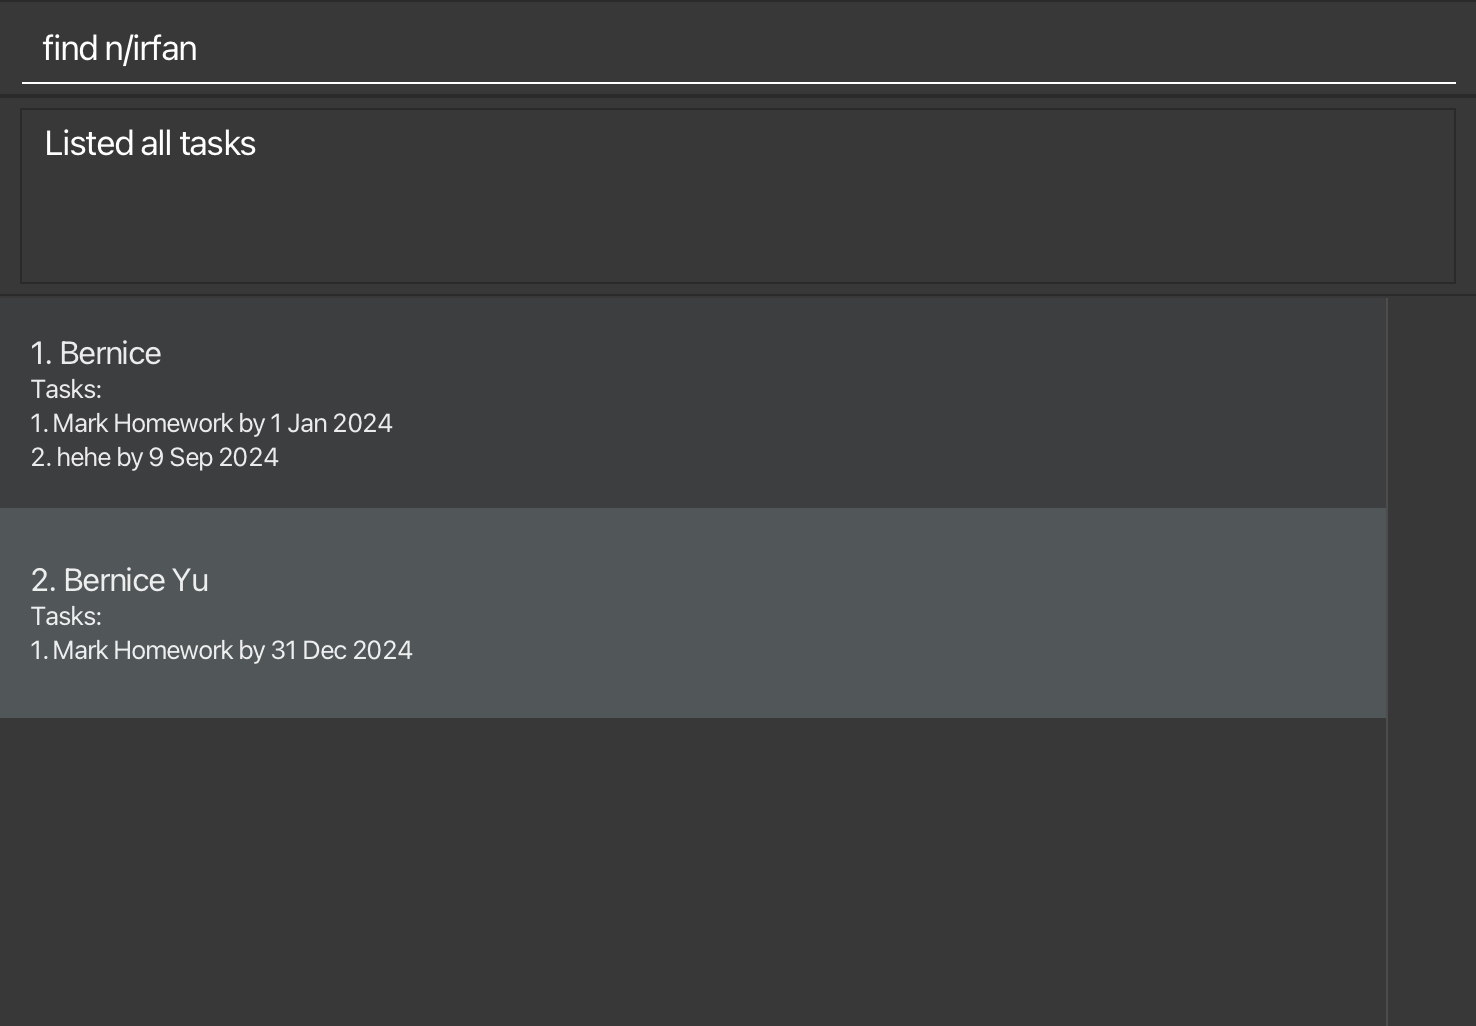 find n/irfan
Listed all tasks
1. Bernice
Tasks:
1. Mark Homework by 1 Jan 2024
2. hehe by 9 Sep 2024
2. Bernice Yu
Tasks:
1. Mark Homework by 31 Dec 2024